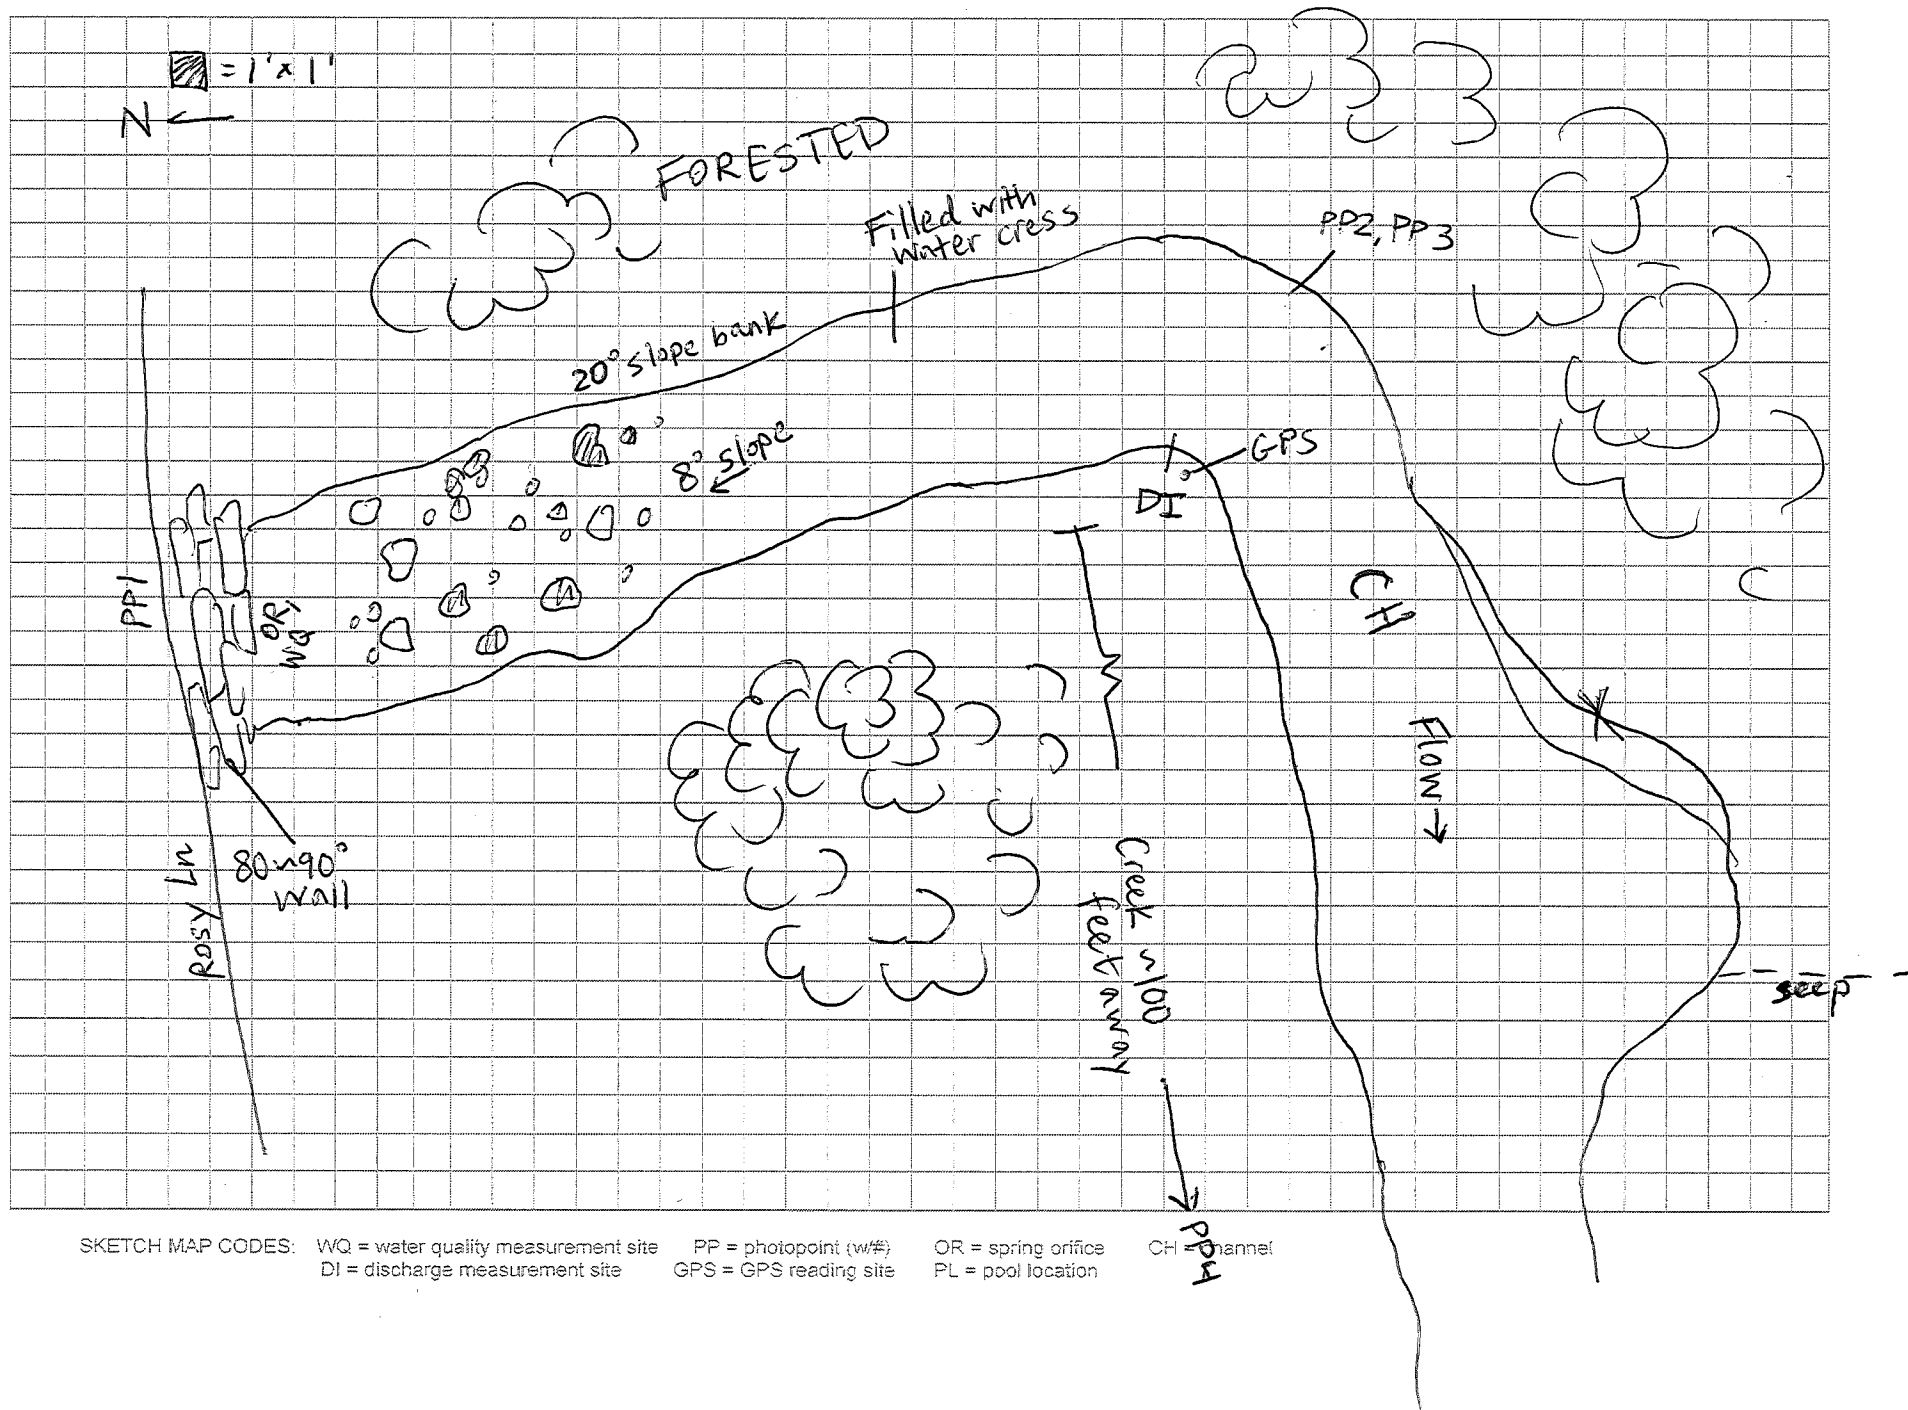 = 1' x 1'
N
FORESTED
Filled with
water cress
PP2, PP3
20° slope bank
8° slope
GPS
DI
PP1
OR,
WQ
CH
Flow
80~90°
wall
Rosy Ln
Creek ~100
feet away
seep
PP4
SKETCH MAP CODES: WQ = water quality measurement site PP = photopoint (w/#) OR = spring orifice CH = channel
DI = discharge measurement site GPS = GPS reading site PL = pool location